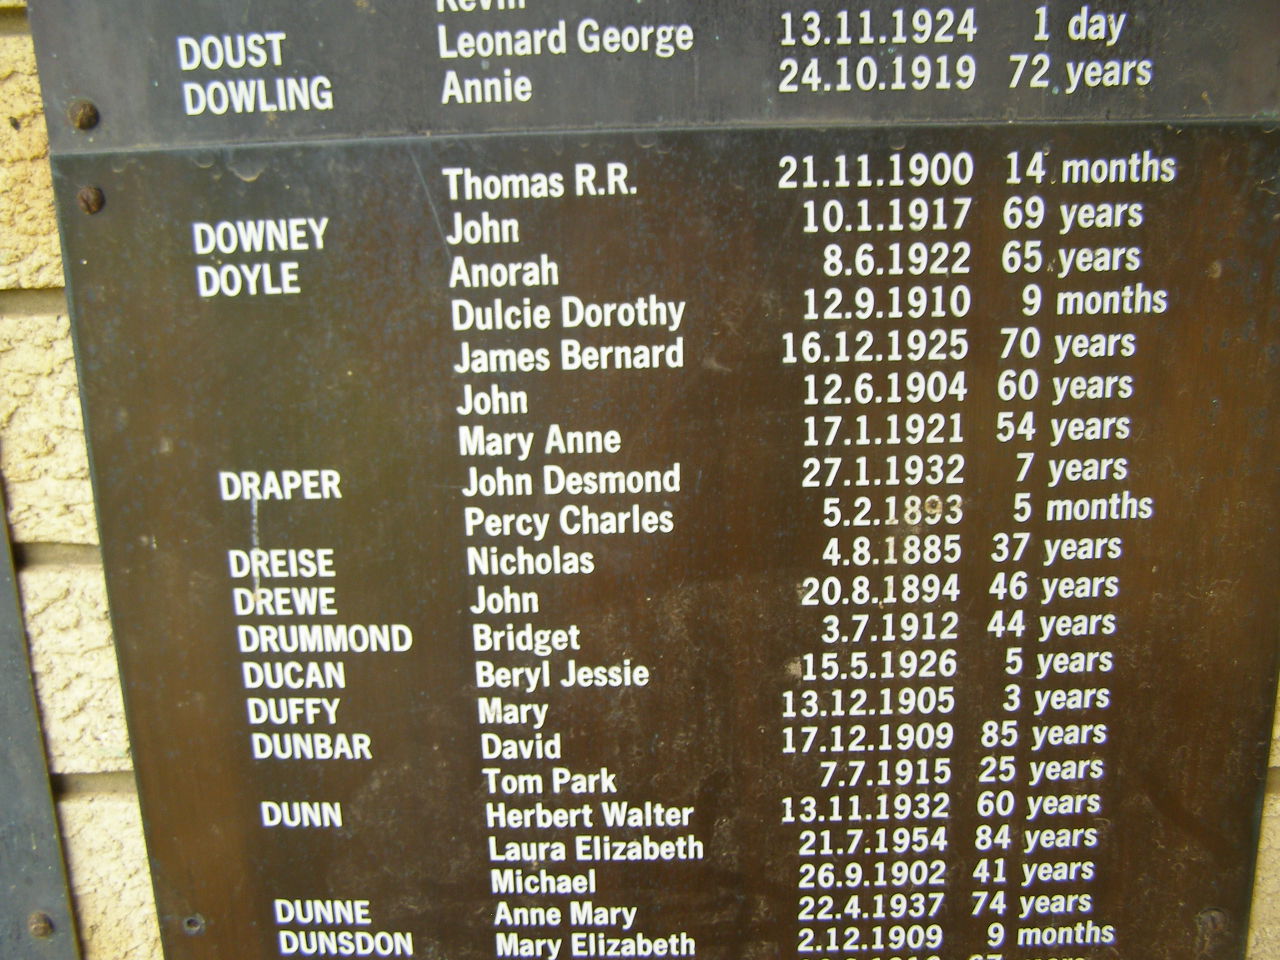 Kevin
DOUST Leonard George 13.11.1924 1 day
DOWLING Annie 24.10.1919 72 years
Thomas R.R. 21.11.1900 14 months
DOWNEY John 10.1.1917 69 years
DOYLE Anorah 8.6.1922 65 years
Dulcie Dorothy 12.9.1910 9 months
James Bernard 16.12.1925 70 years
John 12.6.1904 60 years
Mary Anne 17.1.1921 54 years
DRAPER John Desmond 27.1.1932 7 years
Percy Charles 5.2.1893 5 months
DREISE Nicholas 4.8.1885 37 years
DREWE John 20.8.1894 46 years
DRUMMOND Bridget 3.7.1912 44 years
DUCAN Beryl Jessie 15.5.1926 5 years
DUFFY Mary 13.12.1905 3 years
DUNBAR David 17.12.1909 85 years
Tom Park 7.7.1915 25 years
DUNN Herbert Walter 13.11.1932 60 years
Laura Elizabeth 21.7.1954 84 years
Michael 26.9.1902 41 years
DUNNE Anne Mary 22.4.1937 74 years
DUNSDON Mary Elizabeth 2.12.1909 9 months